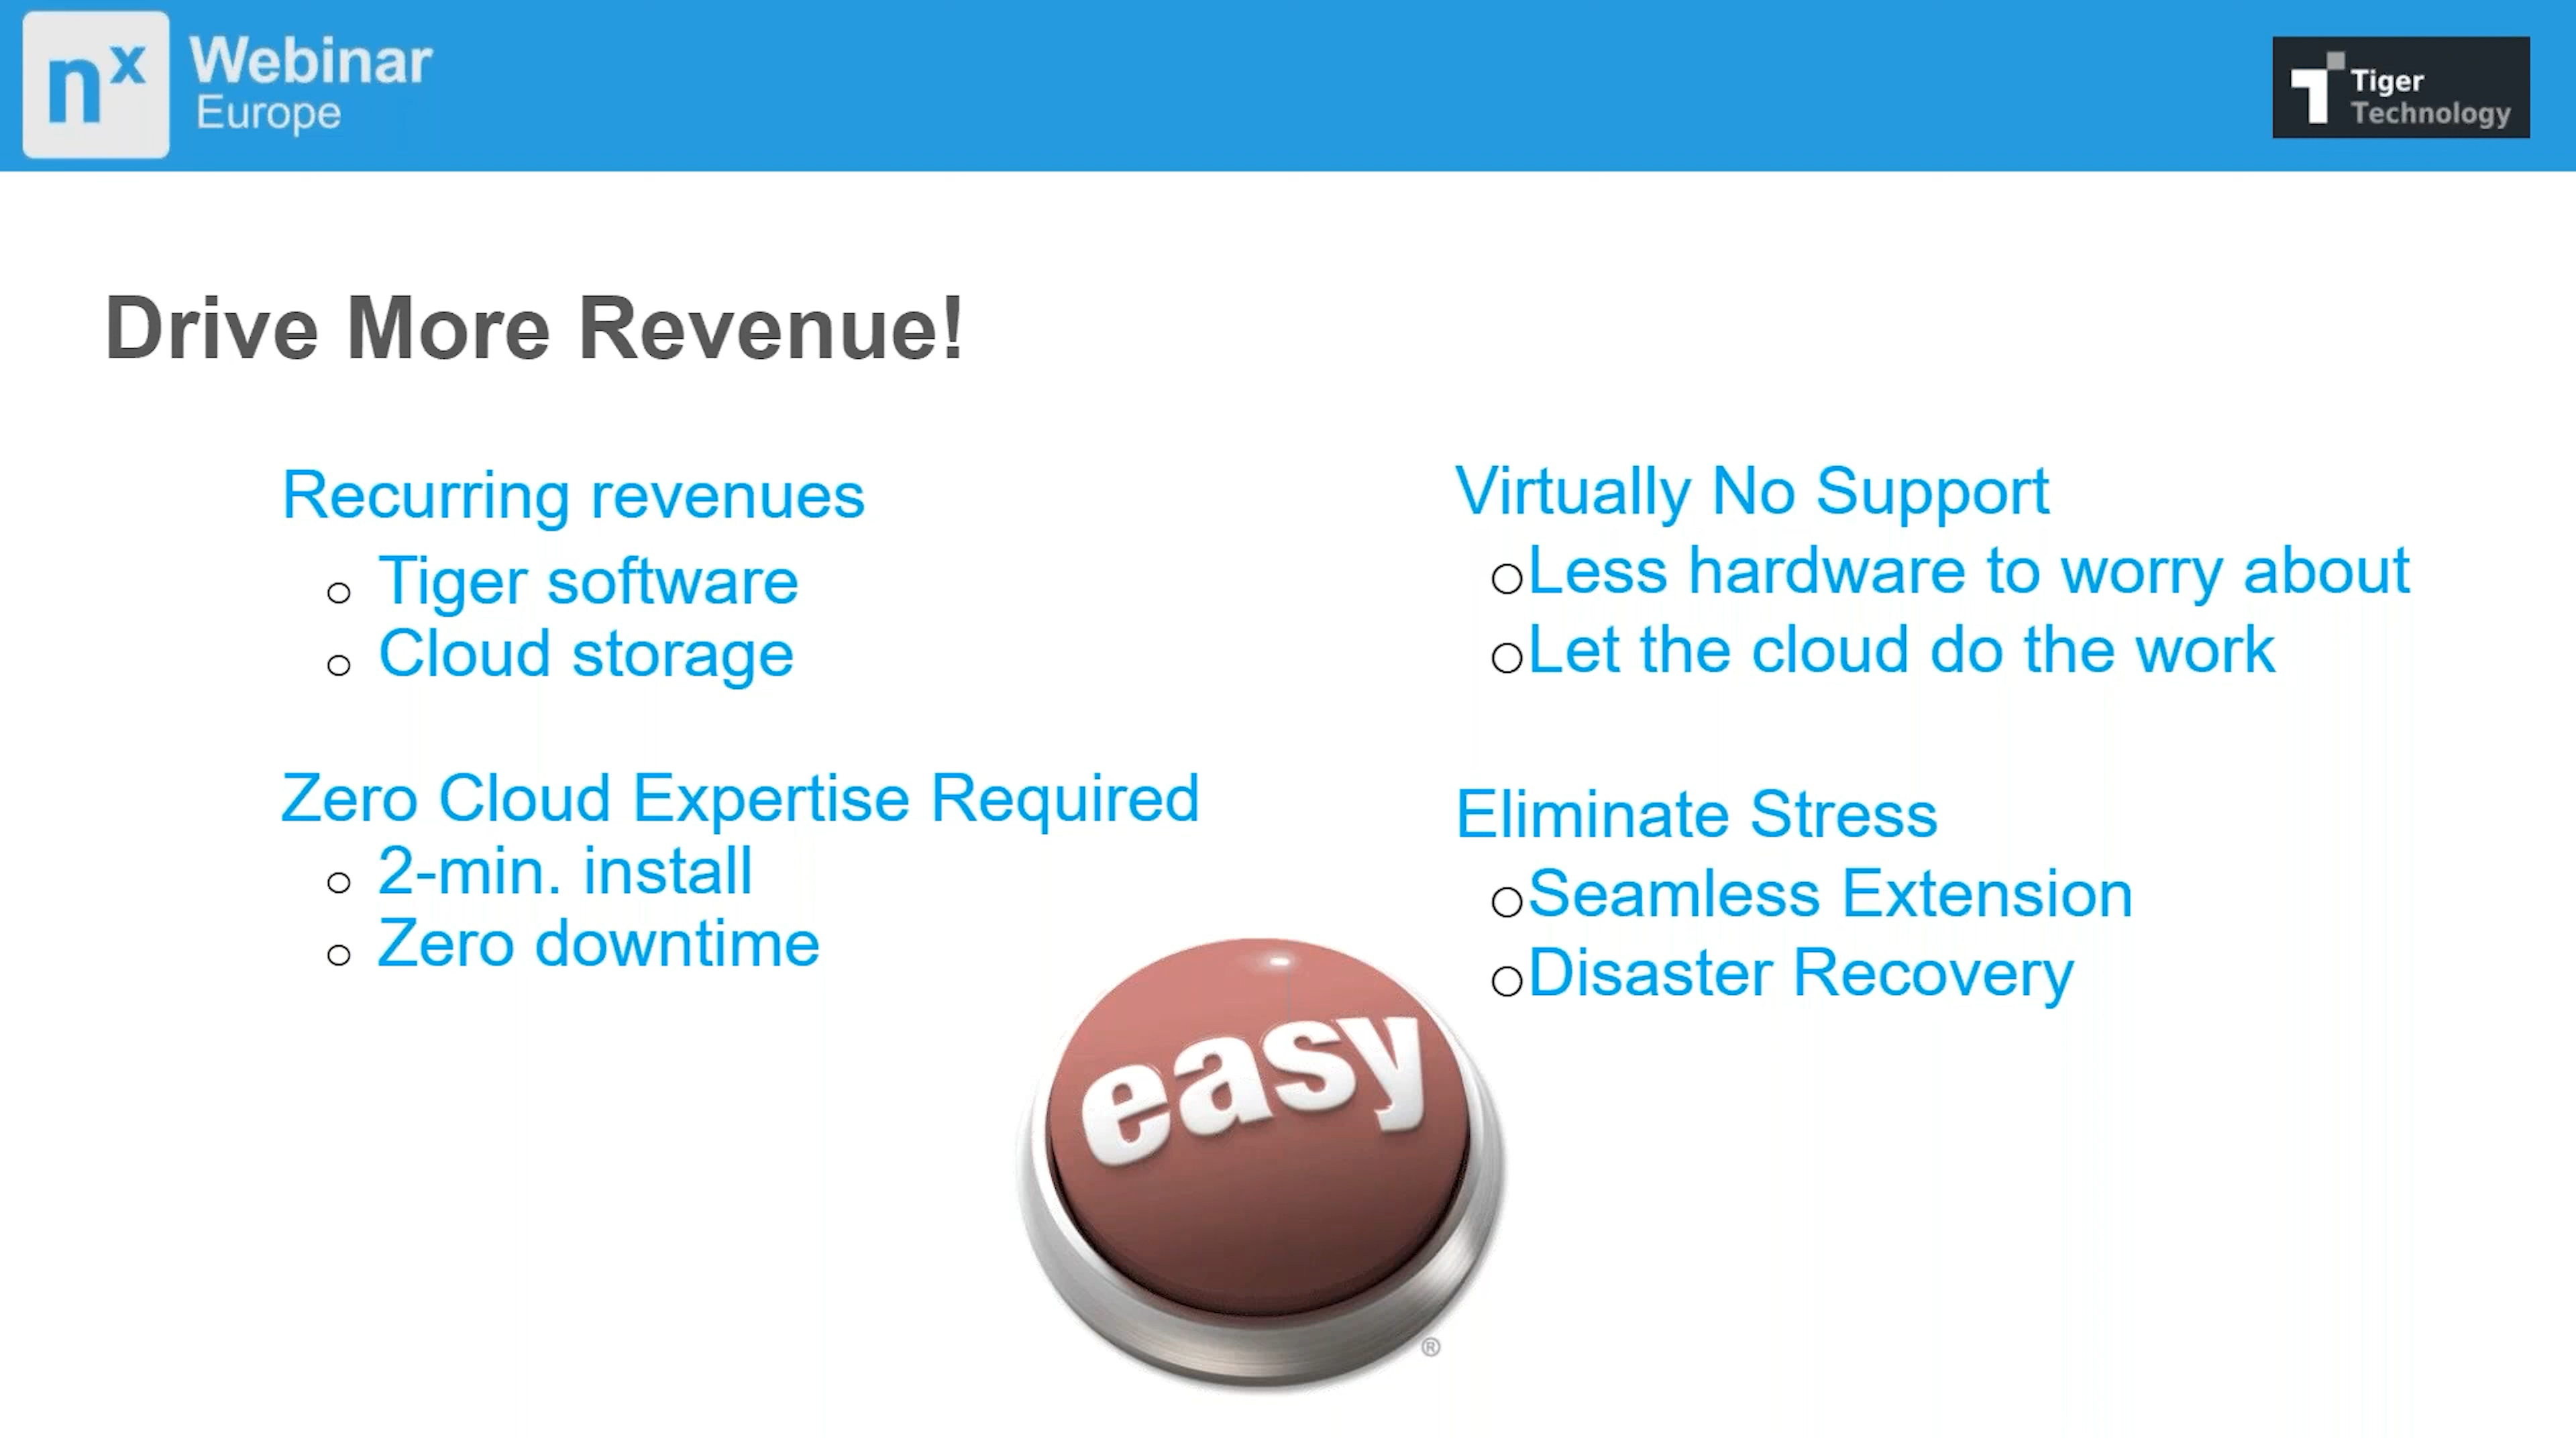 nx Webinar
Europe
Tiger
Technology
Drive More Revenue!
Recurring revenues
○ Tiger software
○ Cloud storage
Zero Cloud Expertise Required
○ 2-min. install
○ Zero downtime
Virtually No Support
○Less hardware to worry about
○Let the cloud do the work
Eliminate Stress
○Seamless Extension
○Disaster Recovery
easy
®